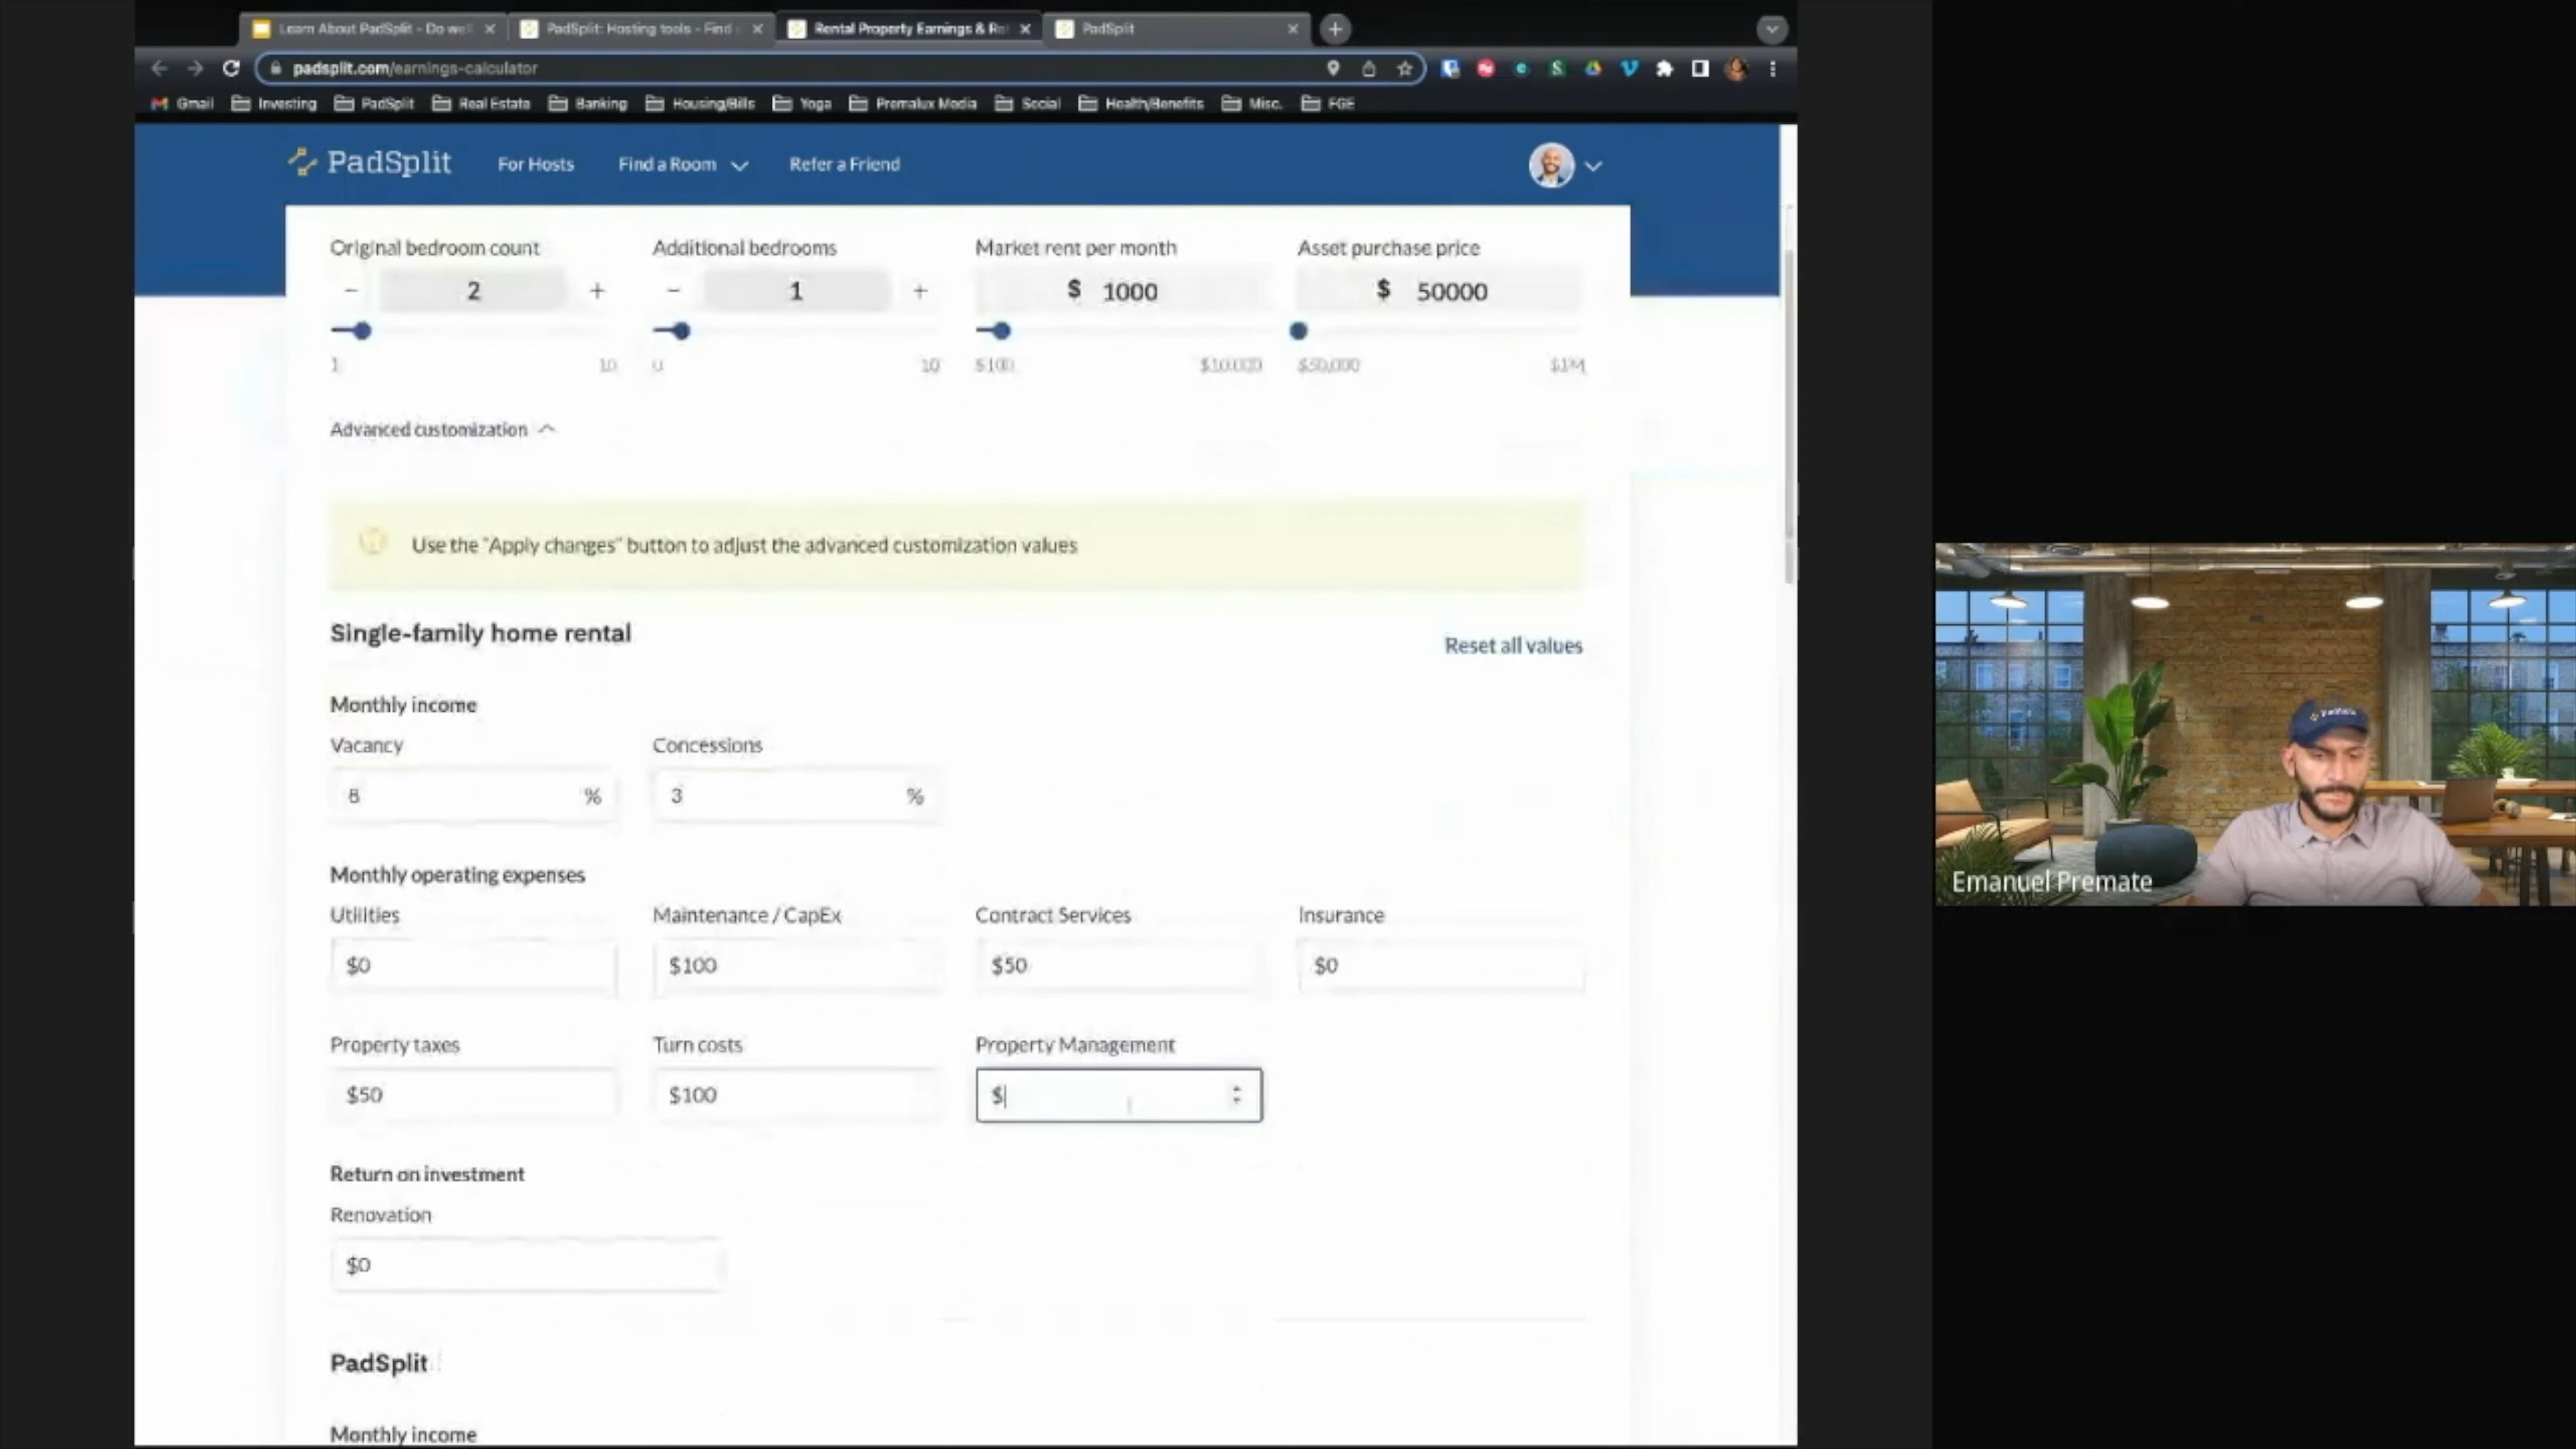 Learn About PadSplit - Do we
PadSplit: Hosting tools - Find
Rental Property Earnings & Re
PadSplit
padsplit.com/earnings-calculator
Gmail Investing PadSplit Real Estate Banking Housing/Bills Yoga Premalux Media Social Health/Benefits Misc. FGE
PadSplit For Hosts Find a Room Refer a Friend
Original bedroom count Additional bedrooms Market rent per month Asset purchase price
- 2 + - 1 + $ 1000 $ 50000
1 10 0 10 $100 $10,000 $50,000 $1M
Advanced customization
Use the "Apply changes" button to adjust the advanced customization values
Single-family home rental
Reset all values
Monthly income
Vacancy Concessions
8 % 3 %
Monthly operating expenses
Utilities Maintenance / CapEx Contract Services Insurance
$0 $100 $50 $0
Property taxes Turn costs Property Management
$50 $100 $
Return on investment
Renovation
$0
PadSplit
Monthly income
Emanuel Premate